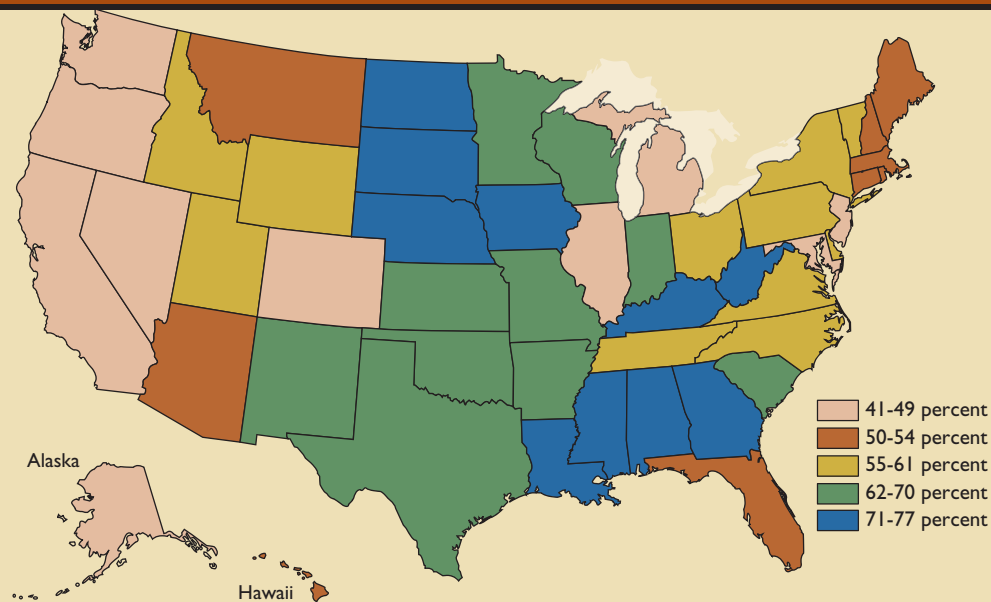 41-49 percent
50-54 percent
55-61 percent
62-70 percent
71-77 percent
Alaska
Hawaii